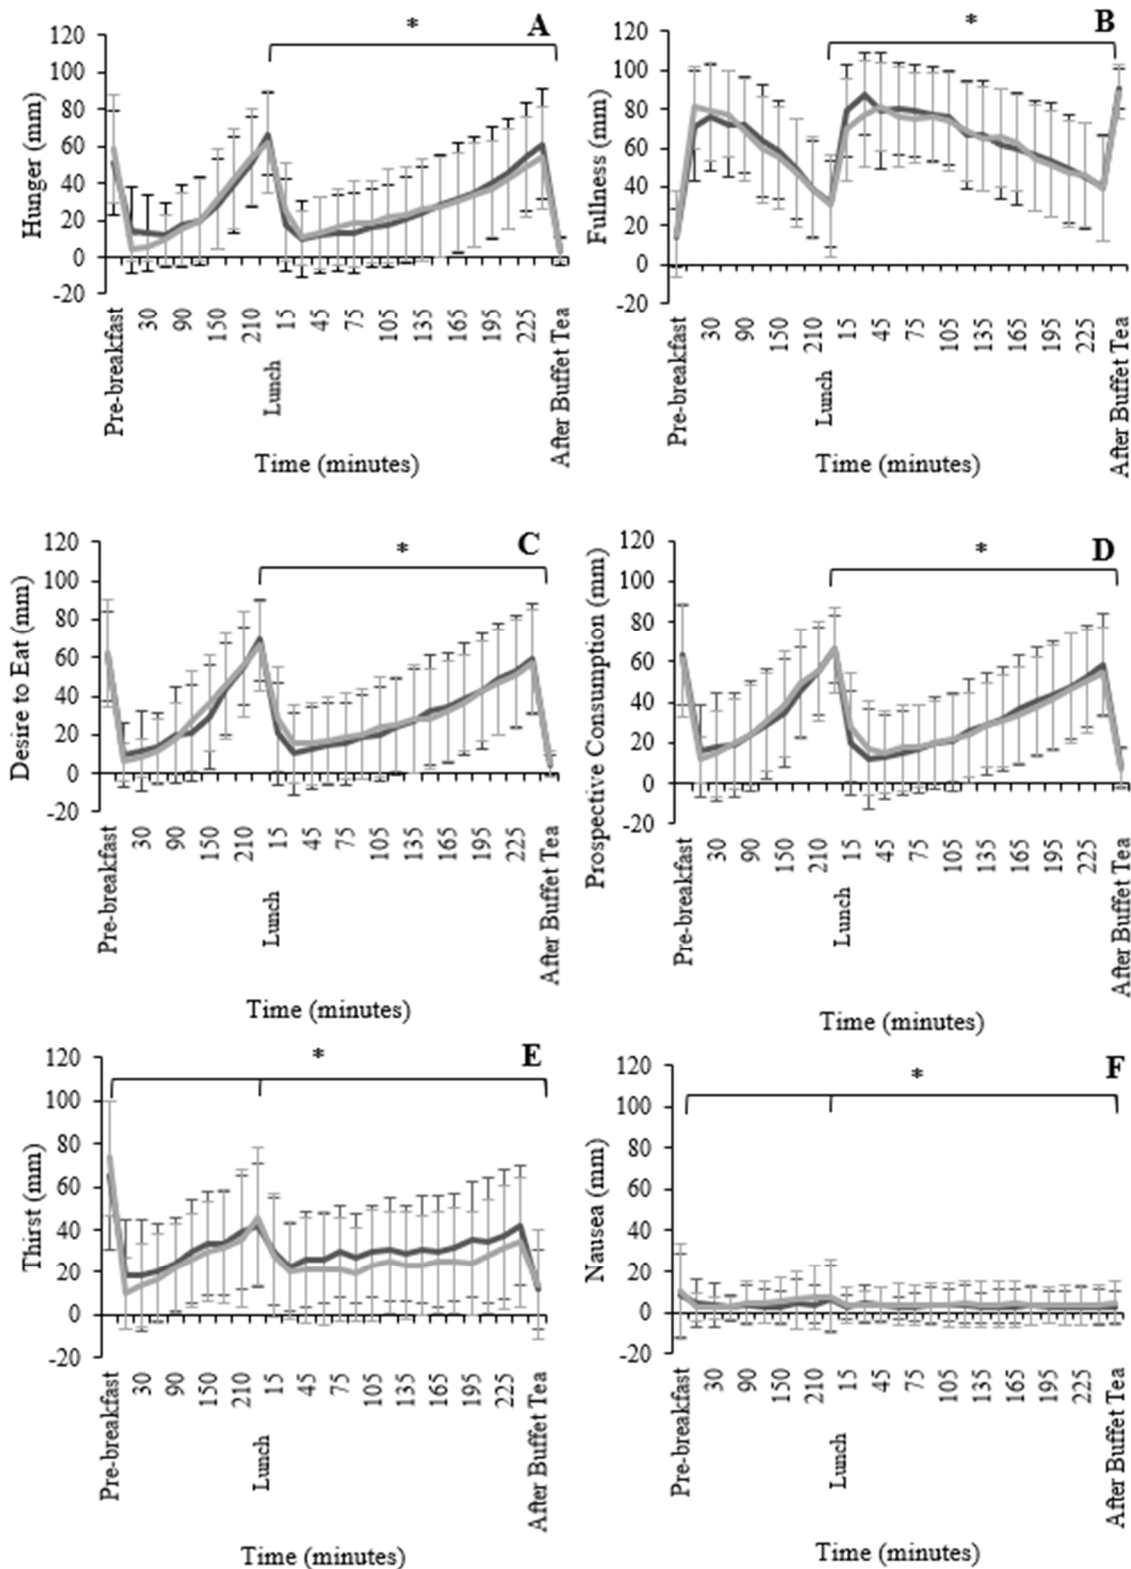 * A
120
100
80
60
40
20
0
-20
Hunger (mm)
Pre-breakfast 30 90 150 210 Lunch 15 45 75 105 135 165 195 225 After Buffet Tea
Time (minutes)
* B
120
100
80
60
40
20
0
-20
Fullness (mm)
Pre-breakfast 30 90 150 210 Lunch 15 45 75 105 135 165 195 225 After Buffet Tea
Time (minutes)
* C
120
100
80
60
40
20
0
-20
Desire to Eat (mm)
Pre-breakfast 30 90 150 210 Lunch 15 45 75 105 135 165 195 225 After Buffet Tea
Time (minutes)
* D
120
100
80
60
40
20
0
-20
Prospective Consumption (mm)
Pre-breakfast 30 90 150 210 Lunch 15 45 75 105 135 165 195 225 After Buffet Tea
Time (minutes)
* E
120
100
80
60
40
20
0
-20
Thirst (mm)
Pre-breakfast 30 90 150 210 Lunch 15 45 75 105 135 165 195 225 After Buffet Tea
Time (minutes)
* F
120
100
80
60
40
20
0
-20
Nausea (mm)
Pre-breakfast 30 90 150 210 Lunch 15 45 75 105 135 165 195 225 After Buffet Tea
Time (minutes)